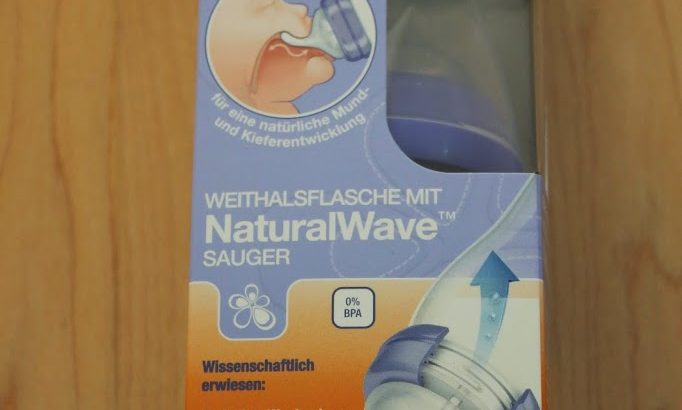 für eine natürliche Mund-
und Kieferentwicklung
WEITHALSFLASCHE MIT
NaturalWave™
SAUGER
0%
BPA
Wissenschaftlich
erwiesen: